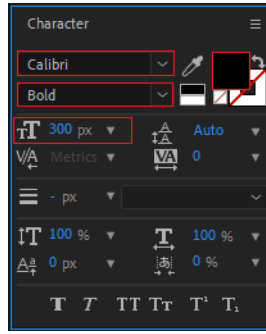 Character
Calibri
Bold
300 px Auto
Metrics 0
- px
100 % 100 %
0 px 0 %
T T TT Tт T¹ T₁